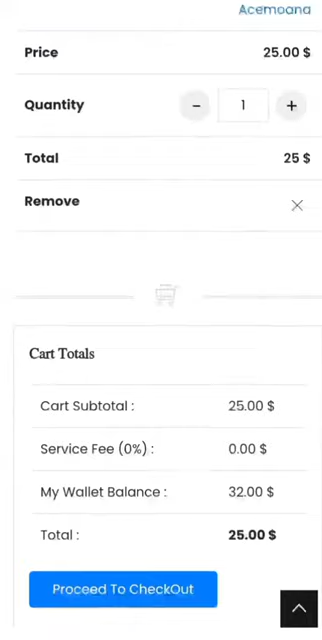 Acemoana
Price 25.00 $
Quantity - 1 +
Total 25 $
Remove ×
Cart Totals
Cart Subtotal : 25.00 $
Service Fee (0%) : 0.00 $
My Wallet Balance : 32.00 $
Total : 25.00 $
Proceed To CheckOut